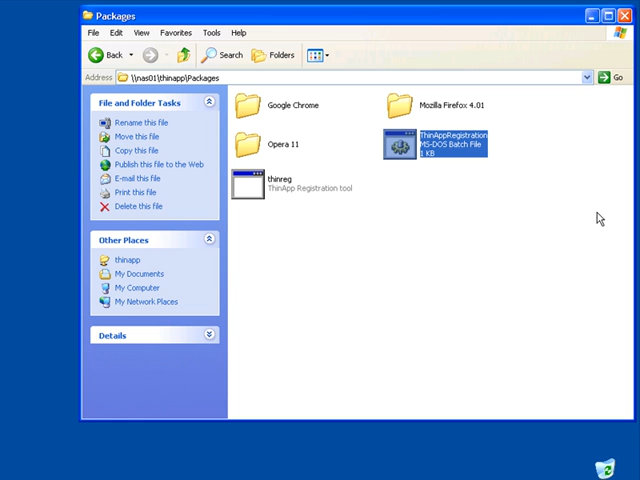 Packages
File Edit View Favorites Tools Help
Back Search Folders
Address \\nas01\thinapp\Packages Go
File and Folder Tasks
Rename this file
Move this file
Copy this file
Publish this file to the Web
E-mail this file
Print this file
Delete this file
Other Places
thinapp
My Documents
My Computer
My Network Places
Details
Google Chrome
Mozilla Firefox 4.01
Opera 11
ThinAppRegistration
MS-DOS Batch File
1 KB
thinreg
ThinApp Registration tool